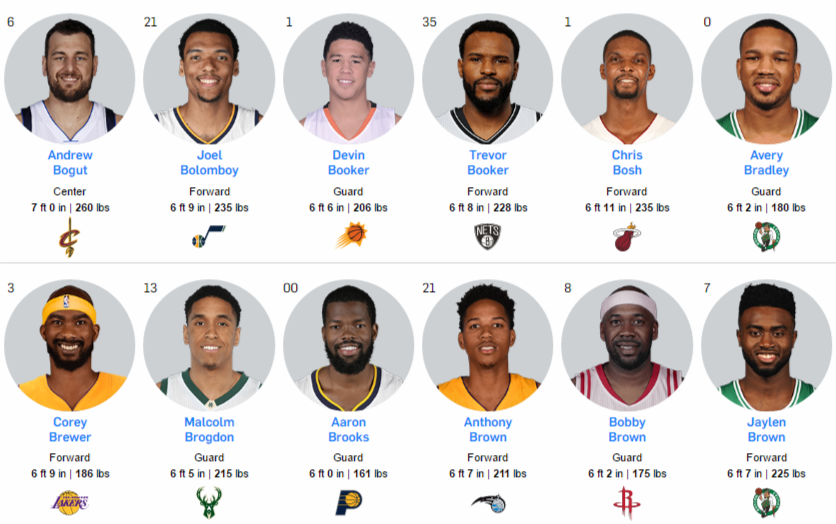 6 21 1 35 1 0
Andrew Joel Devin Trevor Chris Avery
Bogut Bolomboy Booker Booker Bosh Bradley
Center Forward Guard Forward Forward Guard
7 ft 0 in | 260 lbs 6 ft 9 in | 235 lbs 6 ft 6 in | 206 lbs 6 ft 8 in | 228 lbs 6 ft 11 in | 235 lbs 6 ft 2 in | 180 lbs
NETS
B
3 13 00 21 8 7
Corey Malcolm Aaron Anthony Bobby Jaylen
Brewer Brogdon Brooks Brown Brown Brown
Forward Guard Guard Forward Guard Forward
6 ft 9 in | 186 lbs 6 ft 5 in | 215 lbs 6 ft 0 in | 161 lbs 6 ft 7 in | 211 lbs 6 ft 2 in | 175 lbs 6 ft 7 in | 225 lbs
LAKERS